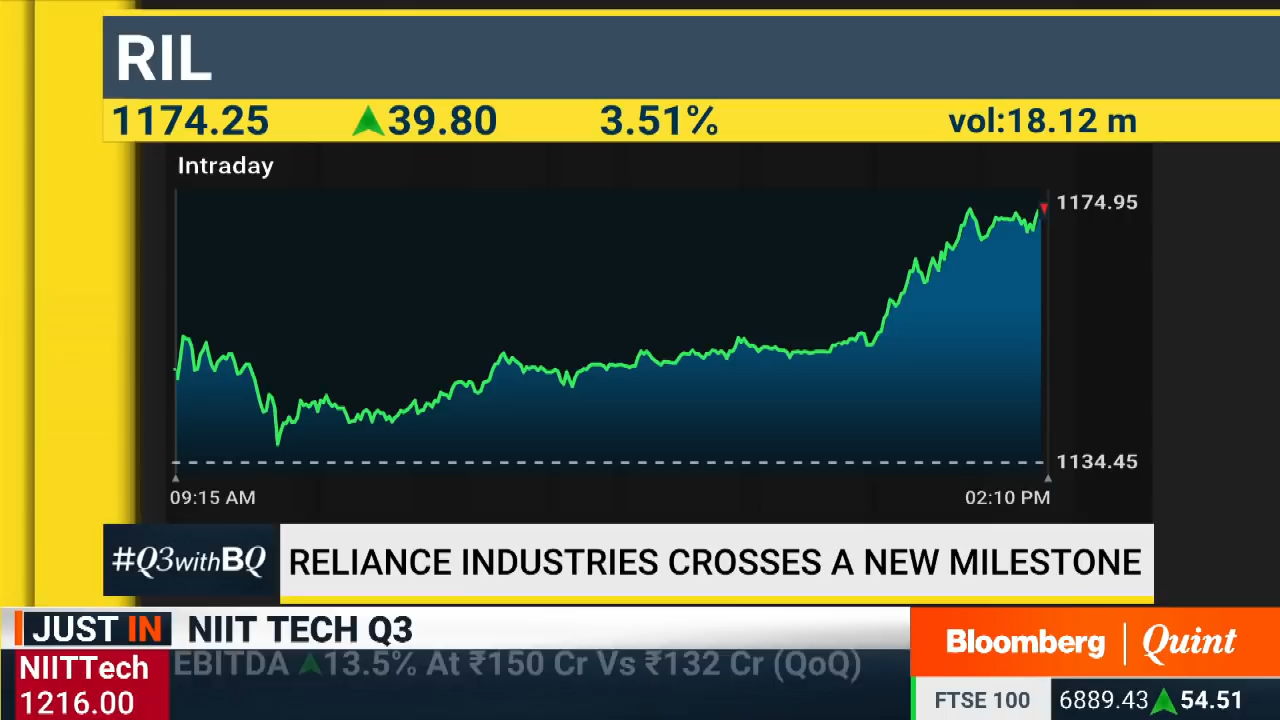 RIL
1174.25 ▲39.80 3.51% vol:18.12 m
Intraday
1174.95
1134.45
09:15 AM 02:10 PM
#Q3withBQ RELIANCE INDUSTRIES CROSSES A NEW MILESTONE
JUST IN NIIT TECH Q3
EBITDA ▲13.5% At ₹150 Cr Vs ₹132 Cr (QoQ)
NIITTech
1216.00
Bloomberg | Quint
FTSE 100 6889.43 ▲54.51